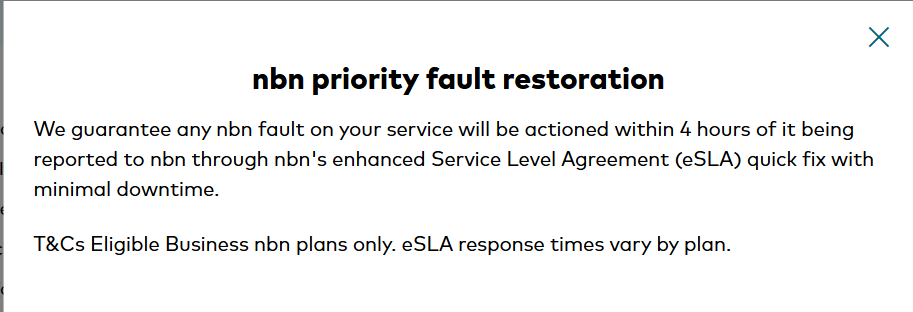 nbn priority fault restoration
We guarantee any nbn fault on your service will be actioned within 4 hours of it being
reported to nbn through nbn's enhanced Service Level Agreement (eSLA) quick fix with
minimal downtime.
T&Cs Eligible Business nbn plans only. eSLA response times vary by plan.